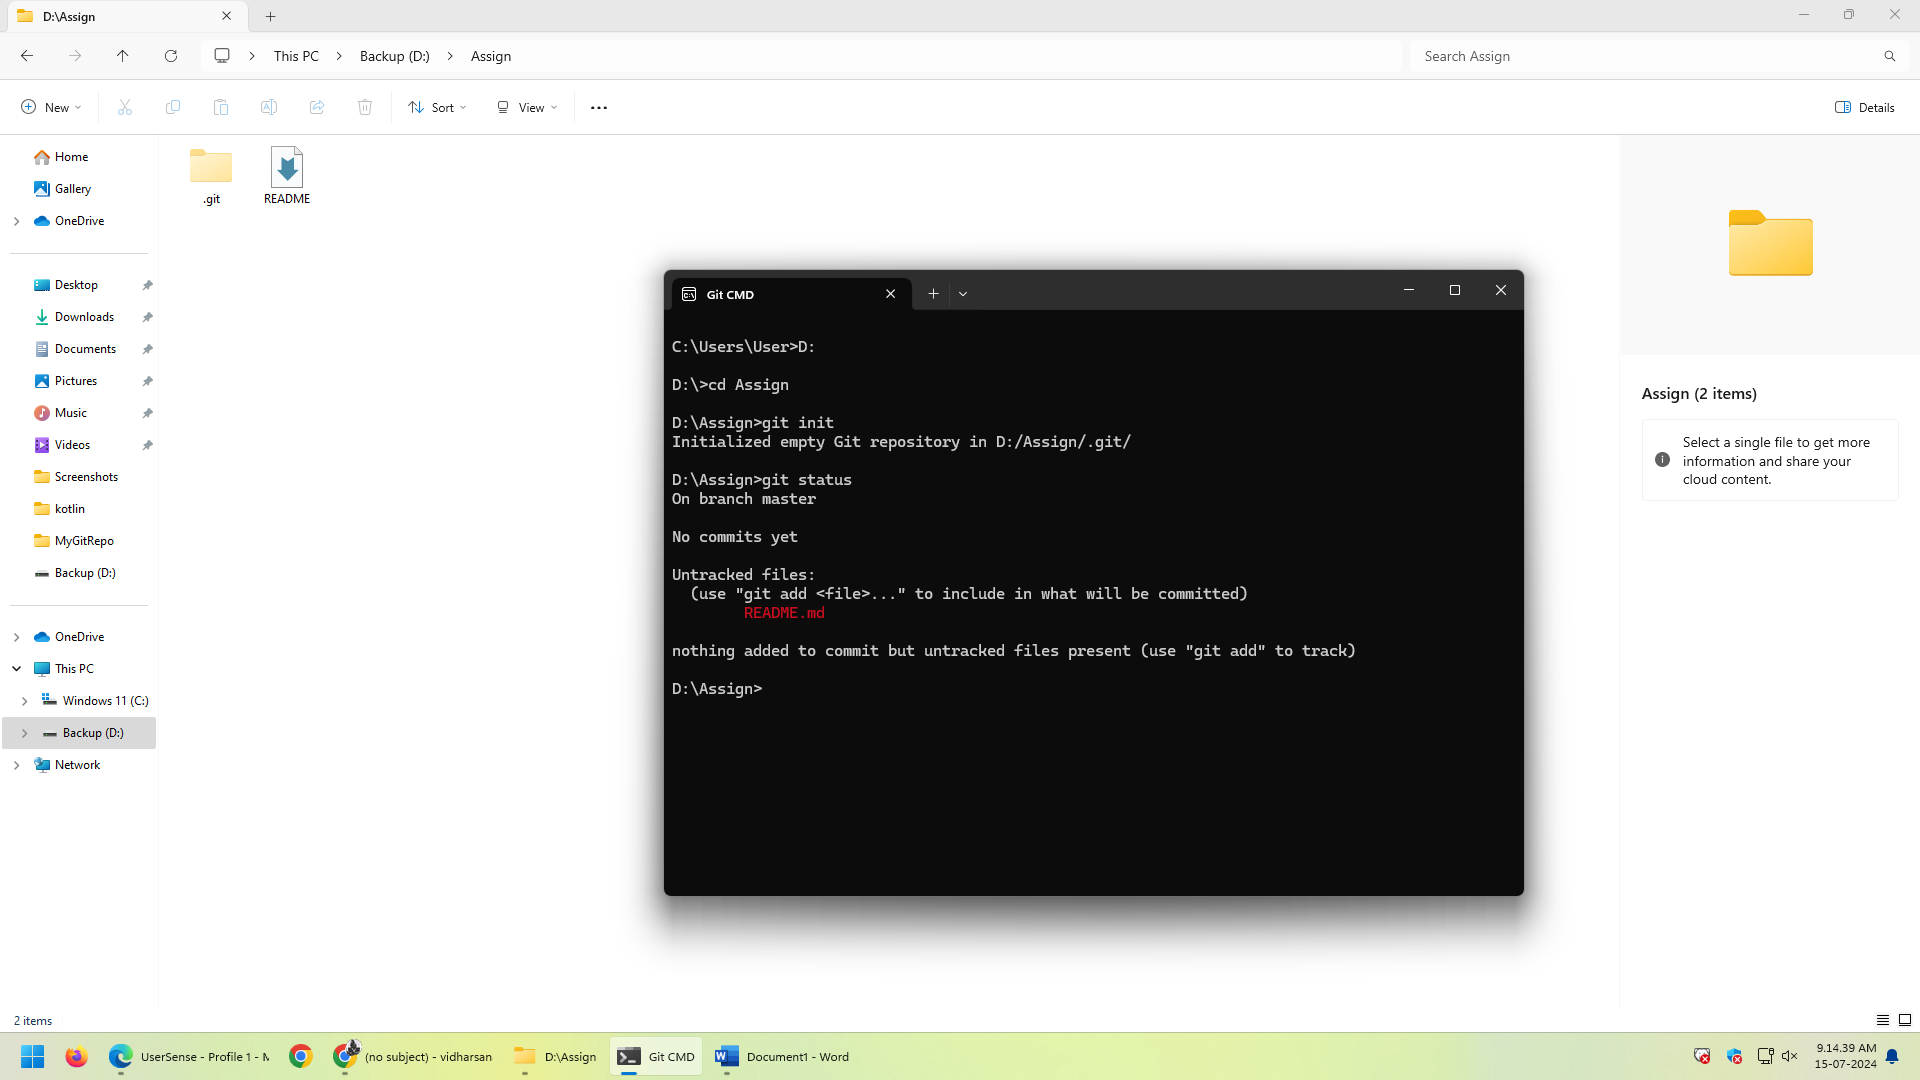 D:\Assign
This PC
Backup (D:)
Assign
Search Assign
New
Sort
View
Details
Home
Gallery
OneDrive
Desktop
Downloads
Documents
Pictures
Music
Videos
Screenshots
kotlin
MyGitRepo
Backup (D:)
OneDrive
This PC
Windows 11 (C:)
Backup (D:)
Network
.git
README
Git CMD
C:\Users\User>D:
D:\>cd Assign
D:\Assign>git init
Initialized empty Git repository in D:/Assign/.git/
D:\Assign>git status
On branch master
No commits yet
Untracked files:
(use "git add <file>..." to include in what will be committed)
README.md
nothing added to commit but untracked files present (use "git add" to track)
D:\Assign>
Assign (2 items)
Select a single file to get more
information and share your
cloud content.
2 items
UserSense - Profile 1 - M
(no subject) - vidharsan
D:\Assign
Git CMD
Document1 - Word
9.14.39 AM
15-07-2024